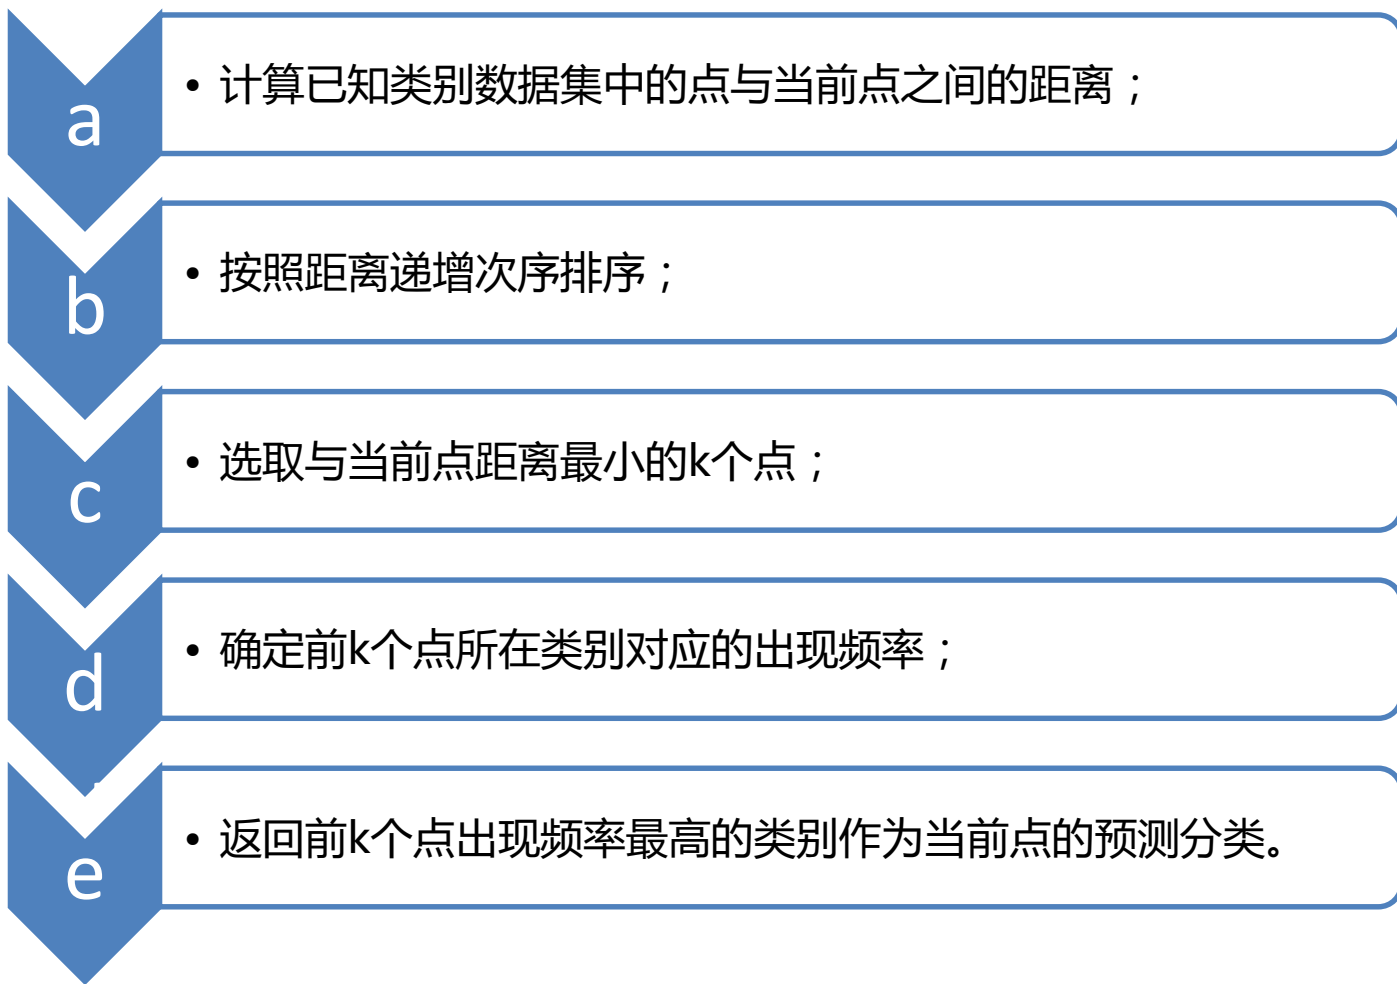 a
• 计算已知类别数据集中的点与当前点之间的距离；
b
• 按照距离递增次序排序；
c
• 选取与当前点距离最小的k个点；
d
• 确定前k个点所在类别对应的出现频率；
e
• 返回前k个点出现频率最高的类别作为当前点的预测分类。